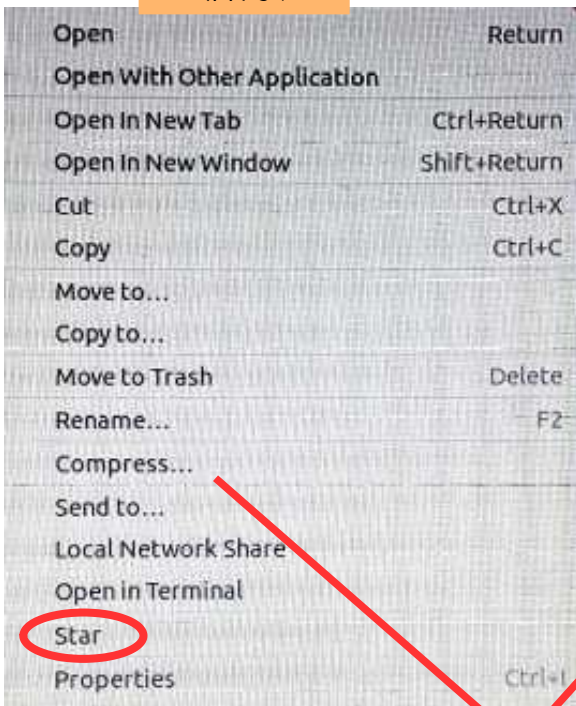 Open Return
Open With Other Application
Open In New Tab Ctrl+Return
Open In New Window Shift+Return
Cut Ctrl+X
Copy Ctrl+C
Move to...
Copy to...
Move to Trash Delete
Rename... F2
Compress...
Send to...
Local Network Share
Open in Terminal
Star
Properties Ctrl+I